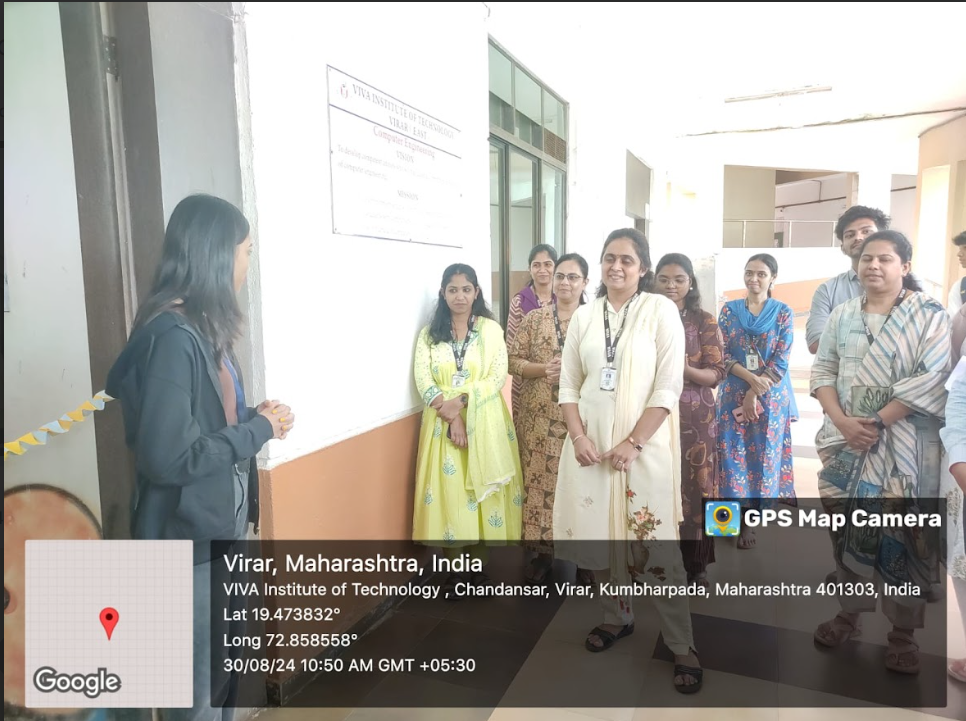 VIVA INSTITUTE OF TECHNOLOGY
VIRAR - EAST
Computer Engineering
VISION
MISSION
GPS Map Camera
Virar, Maharashtra, India
VIVA Institute of Technology , Chandansar, Virar, Kumbharpada, Maharashtra 401303, India
Lat 19.473832°
Long 72.858558°
30/08/24 10:50 AM GMT +05:30
Google